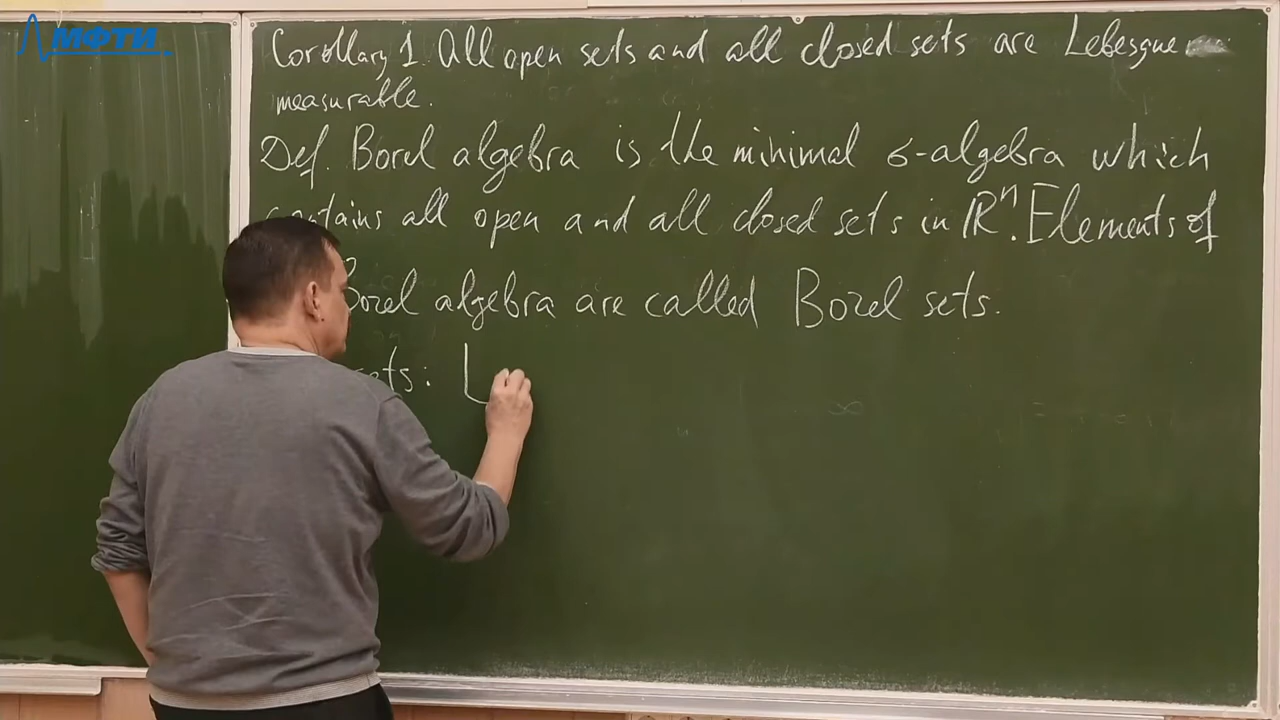 МФТИ
Corollary 1. All open sets and all closed sets are Lebesgue
measurable.
Def. Borel algebra is the minimal σ-algebra which
contains all open and all closed sets in ℝⁿ. Elements of
Borel algebra are called Borel sets.
sets: